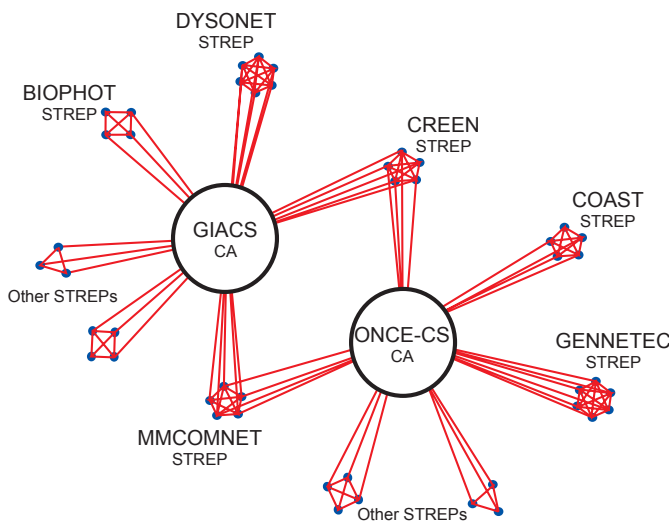 DYSONET
STREP
BIOPHOT
STREP
CREEN
STREP
COAST
STREP
GIACS
CA
Other STREPs
ONCE-CS
CA
GENNETEC
STREP
MMCOMNET
STREP
Other STREPs